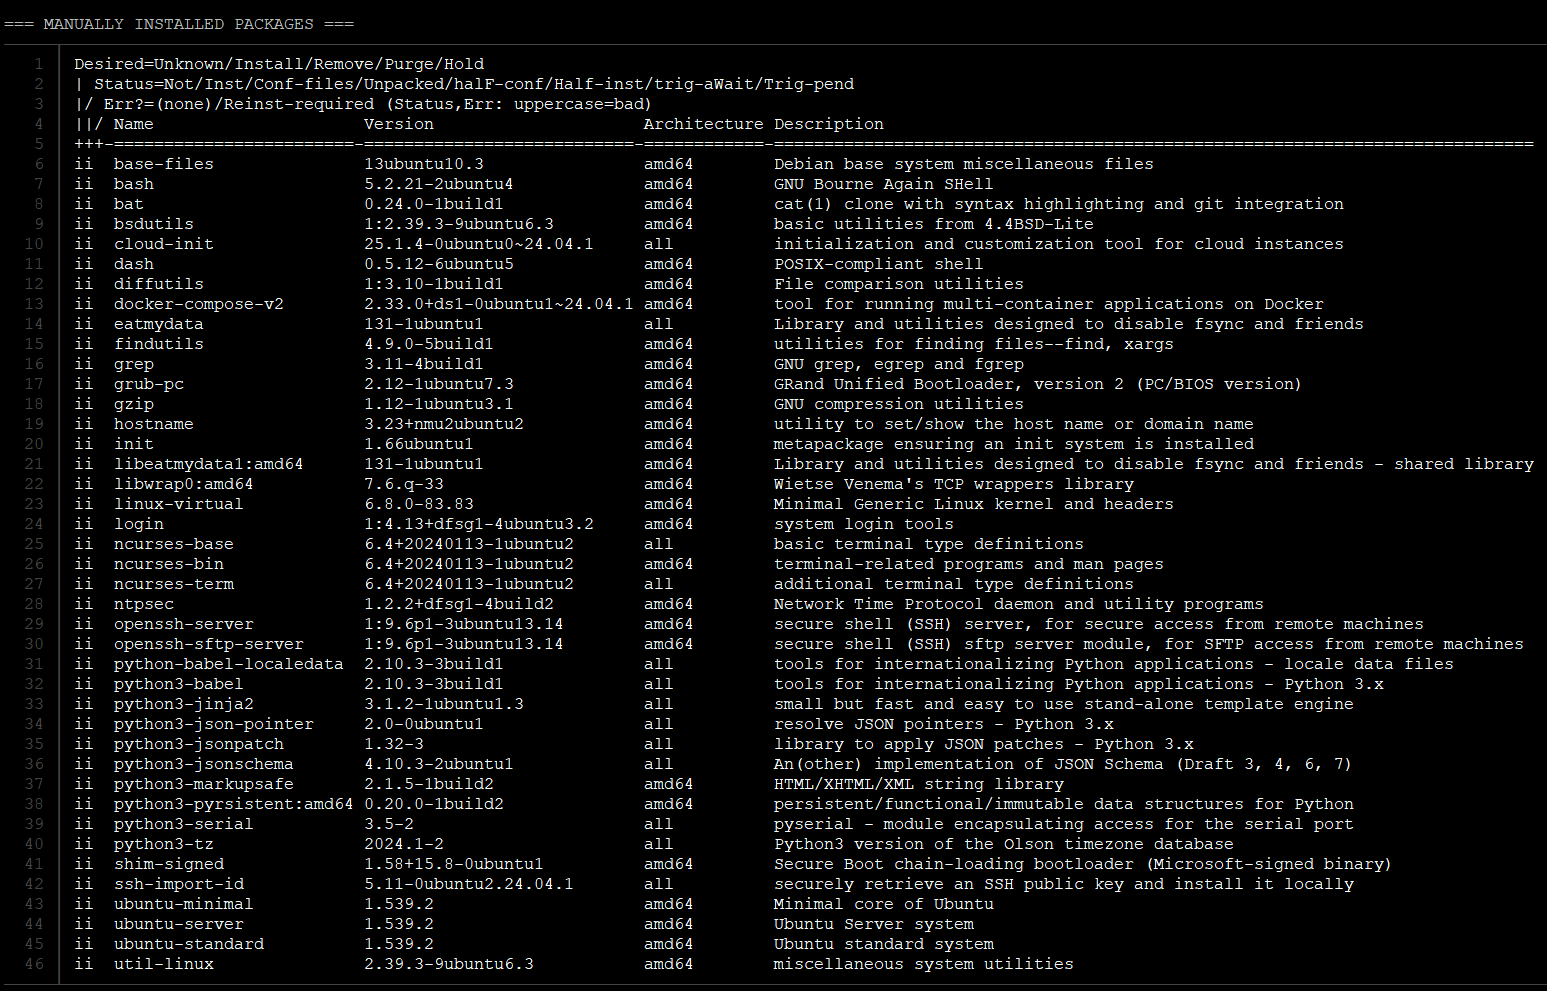 === MANUALLY INSTALLED PACKAGES ===
1 Desired=Unknown/Install/Remove/Purge/Hold
2 | Status=Not/Inst/Conf-files/Unpacked/halF-conf/Half-inst/trig-aWait/Trig-pend
3 |/ Err?=(none)/Reinst-required (Status,Err: uppercase=bad)
4 ||/ Name                    Version                     Architecture Description
5 +++-========================-===========================-============-============================================================================
6 ii  base-files               13ubuntu10.3                amd64        Debian base system miscellaneous files
7 ii  bash                     5.2.21-2ubuntu4             amd64        GNU Bourne Again SHell
8 ii  bat                      0.24.0-1build1              amd64        cat(1) clone with syntax highlighting and git integration
9 ii  bsdutils                 1:2.39.3-9ubuntu6.3         amd64        basic utilities from 4.4BSD-Lite
10 ii  cloud-init               25.1.4-0ubuntu0~24.04.1     all          initialization and customization tool for cloud instances
11 ii  dash                     0.5.12-6ubuntu5             amd64        POSIX-compliant shell
12 ii  diffutils                1:3.10-1build1              amd64        File comparison utilities
13 ii  docker-compose-v2        2.33.0+ds1-0ubuntu1~24.04.1 amd64        tool for running multi-container applications on Docker
14 ii  eatmydata                131-1ubuntu1                all          Library and utilities designed to disable fsync and friends
15 ii  findutils                4.9.0-5build1               amd64        utilities for finding files--find, xargs
16 ii  grep                     3.11-4build1                amd64        GNU grep, egrep and fgrep
17 ii  grub-pc                  2.12-1ubuntu7.3             amd64        GRand Unified Bootloader, version 2 (PC/BIOS version)
18 ii  gzip                     1.12-1ubuntu3.1             amd64        GNU compression utilities
19 ii  hostname                 3.23+nmu2ubuntu2            amd64        utility to set/show the host name or domain name
20 ii  init                     1.66ubuntu1                 amd64        metapackage ensuring an init system is installed
21 ii  libeatmydata1:amd64      131-1ubuntu1                amd64        Library and utilities designed to disable fsync and friends - shared library
22 ii  libwrap0:amd64           7.6.q-33                    amd64        Wietse Venema's TCP wrappers library
23 ii  linux-virtual            6.8.0-83.83                 amd64        Minimal Generic Linux kernel and headers
24 ii  login                    1:4.13+dfsg1-4ubuntu3.2     amd64        system login tools
25 ii  ncurses-base             6.4+20240113-1ubuntu2       all          basic terminal type definitions
26 ii  ncurses-bin              6.4+20240113-1ubuntu2       amd64        terminal-related programs and man pages
27 ii  ncurses-term             6.4+20240113-1ubuntu2       all          additional terminal type definitions
28 ii  ntpsec                   1.2.2+dfsg1-4build2         amd64        Network Time Protocol daemon and utility programs
29 ii  openssh-server           1:9.6p1-3ubuntu13.14        amd64        secure shell (SSH) server, for secure access from remote machines
30 ii  openssh-sftp-server      1:9.6p1-3ubuntu13.14        amd64        secure shell (SSH) sftp server module, for SFTP access from remote machines
31 ii  python-babel-localedata  2.10.3-3build1              all          tools for internationalizing Python applications - locale data files
32 ii  python3-babel            2.10.3-3build1              all          tools for internationalizing Python applications - Python 3.x
33 ii  python3-jinja2           3.1.2-1ubuntu1.3            all          small but fast and easy to use stand-alone template engine
34 ii  python3-json-pointer     2.0-0ubuntu1                all          resolve JSON pointers - Python 3.x
35 ii  python3-jsonpatch        1.32-3                      all          library to apply JSON patches - Python 3.x
36 ii  python3-jsonschema       4.10.3-2ubuntu1             all          An(other) implementation of JSON Schema (Draft 3, 4, 6, 7)
37 ii  python3-markupsafe       2.1.5-1build2               amd64        HTML/XHTML/XML string library
38 ii  python3-pyrsistent:amd64 0.20.0-1build2              amd64        persistent/functional/immutable data structures for Python
39 ii  python3-serial           3.5-2                       all          pyserial - module encapsulating access for the serial port
40 ii  python3-tz               2024.1-2                    all          Python3 version of the Olson timezone database
41 ii  shim-signed              1.58+15.8-0ubuntu1          amd64        Secure Boot chain-loading bootloader (Microsoft-signed binary)
42 ii  ssh-import-id            5.11-0ubuntu2.24.04.1       all          securely retrieve an SSH public key and install it locally
43 ii  ubuntu-minimal           1.539.2                     amd64        Minimal core of Ubuntu
44 ii  ubuntu-server            1.539.2                     amd64        Ubuntu Server system
45 ii  ubuntu-standard          1.539.2                     amd64        Ubuntu standard system
46 ii  util-linux               2.39.3-9ubuntu6.3           amd64        miscellaneous system utilities